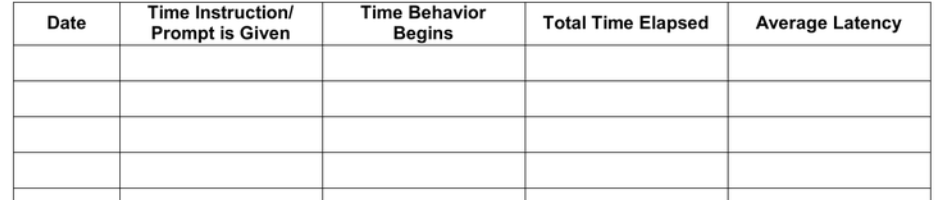 Date
Time Instruction/
Prompt is Given
Time Behavior
Begins
Total Time Elapsed
Average Latency